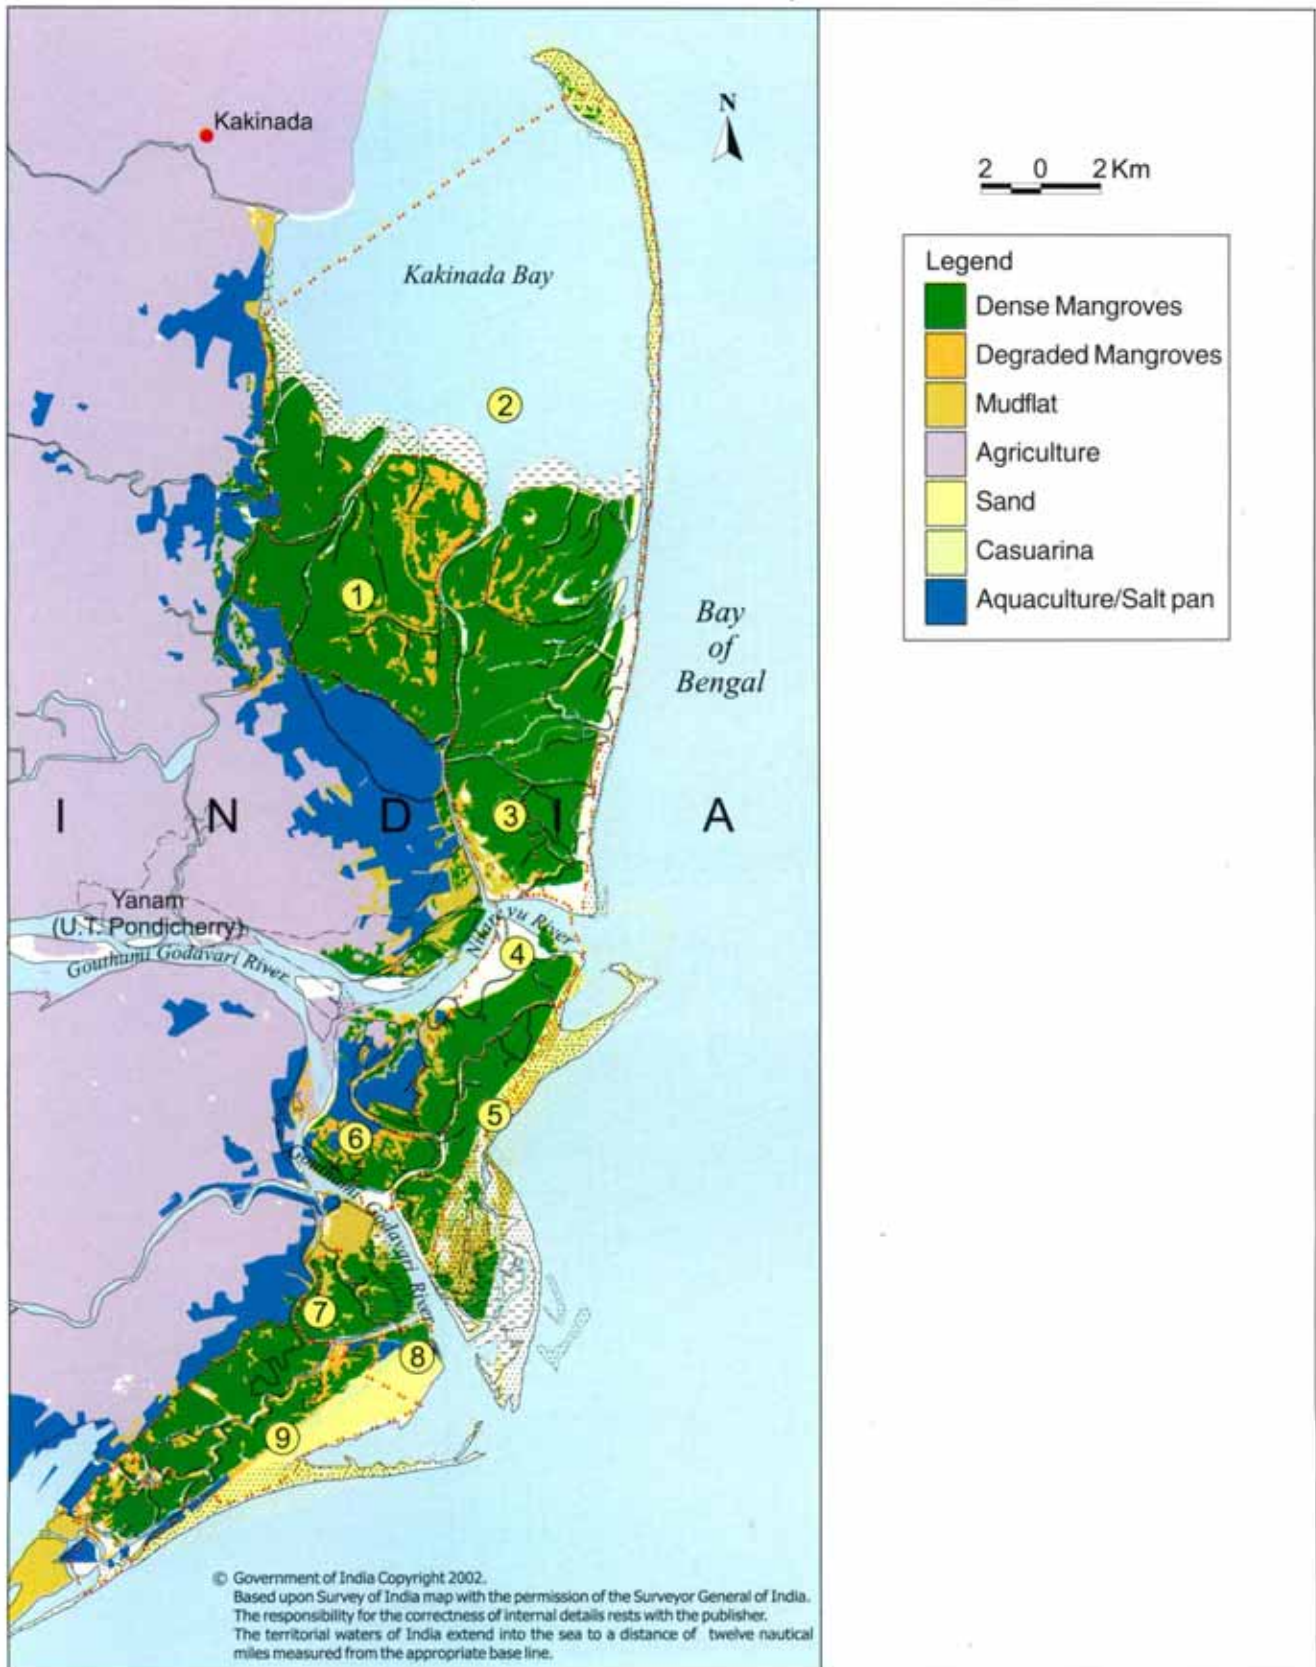 Kakinada
N
2 0 2 Km
Kakinada Bay
Legend
Dense Mangroves
Degraded Mangroves
Mudflat
Agriculture
Sand
Casuarina
Aquaculture/Salt pan
2
1
Bay
of
Bengal
3
I N D I A
Yanam
(U.T. Pondicherry)
Gouthami Godavari River
River
4
5
6
Godavari River
7
8
9
© Government of India Copyright 2002.
Based upon Survey of India map with the permission of the Surveyor General of India.
The responsibility for the correctness of internal details rests with the publisher.
The territorial waters of India extend into the sea to a distance of twelve nautical
miles measured from the appropriate base line.